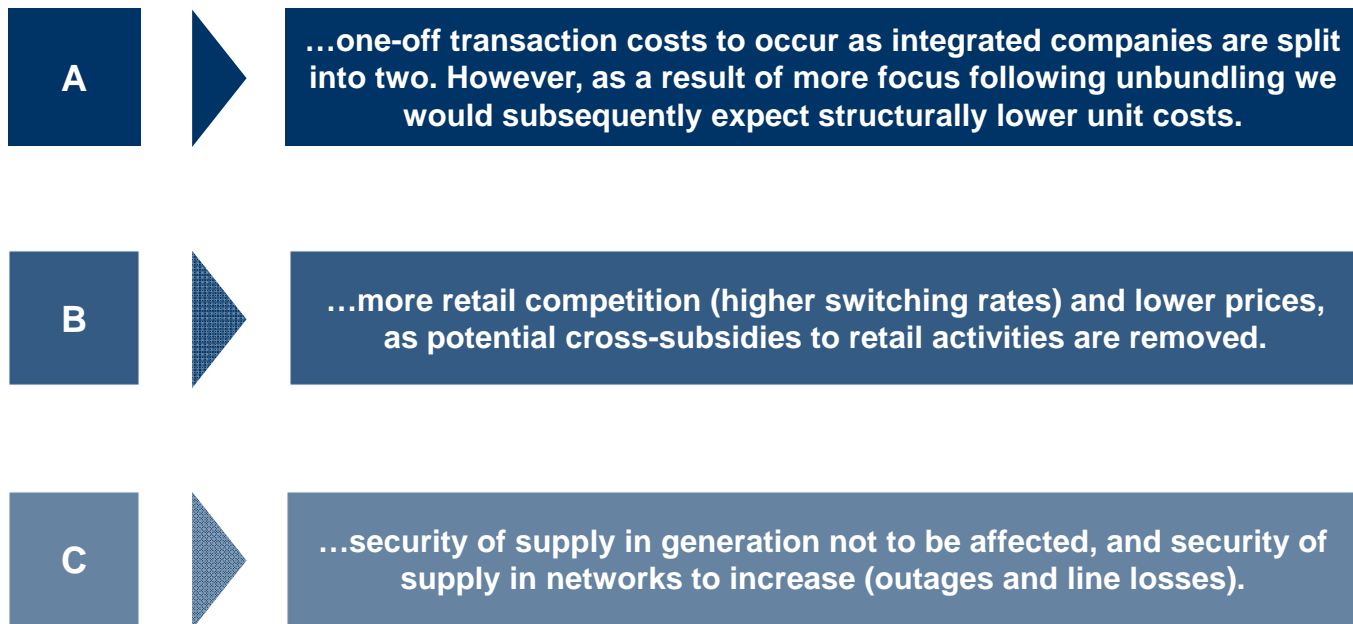 A
…one-off transaction costs to occur as integrated companies are split
into two. However, as a result of more focus following unbundling we
would subsequently expect structurally lower unit costs.
B
…more retail competition (higher switching rates) and lower prices,
as potential cross-subsidies to retail activities are removed.
C
…security of supply in generation not to be affected, and security of
supply in networks to increase (outages and line losses).